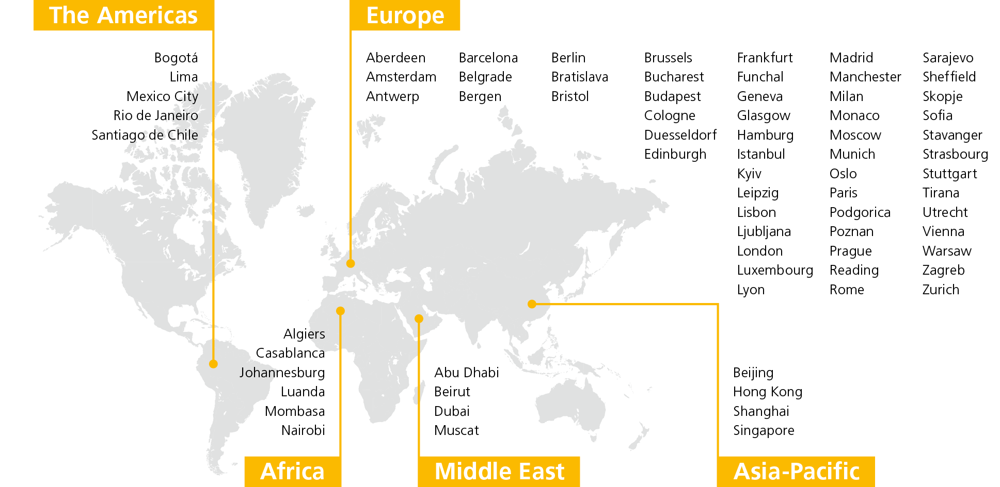 The Americas
Bogotá
Lima
Mexico City
Rio de Janeiro
Santiago de Chile
Europe
Aberdeen
Amsterdam
Antwerp
Barcelona
Belgrade
Bergen
Berlin
Bratislava
Bristol
Brussels
Bucharest
Budapest
Cologne
Duesseldorf
Edinburgh
Frankfurt
Funchal
Geneva
Glasgow
Hamburg
Istanbul
Kyiv
Leipzig
Lisbon
Ljubljana
London
Luxembourg
Lyon
Madrid
Manchester
Milan
Monaco
Moscow
Munich
Oslo
Paris
Podgorica
Poznan
Prague
Reading
Rome
Sarajevo
Sheffield
Skopje
Sofia
Stavanger
Strasbourg
Stuttgart
Tirana
Utrecht
Vienna
Warsaw
Zagreb
Zurich
Algiers
Casablanca
Johannesburg
Luanda
Mombasa
Nairobi
Africa
Abu Dhabi
Beirut
Dubai
Muscat
Middle East
Beijing
Hong Kong
Shanghai
Singapore
Asia-Pacific